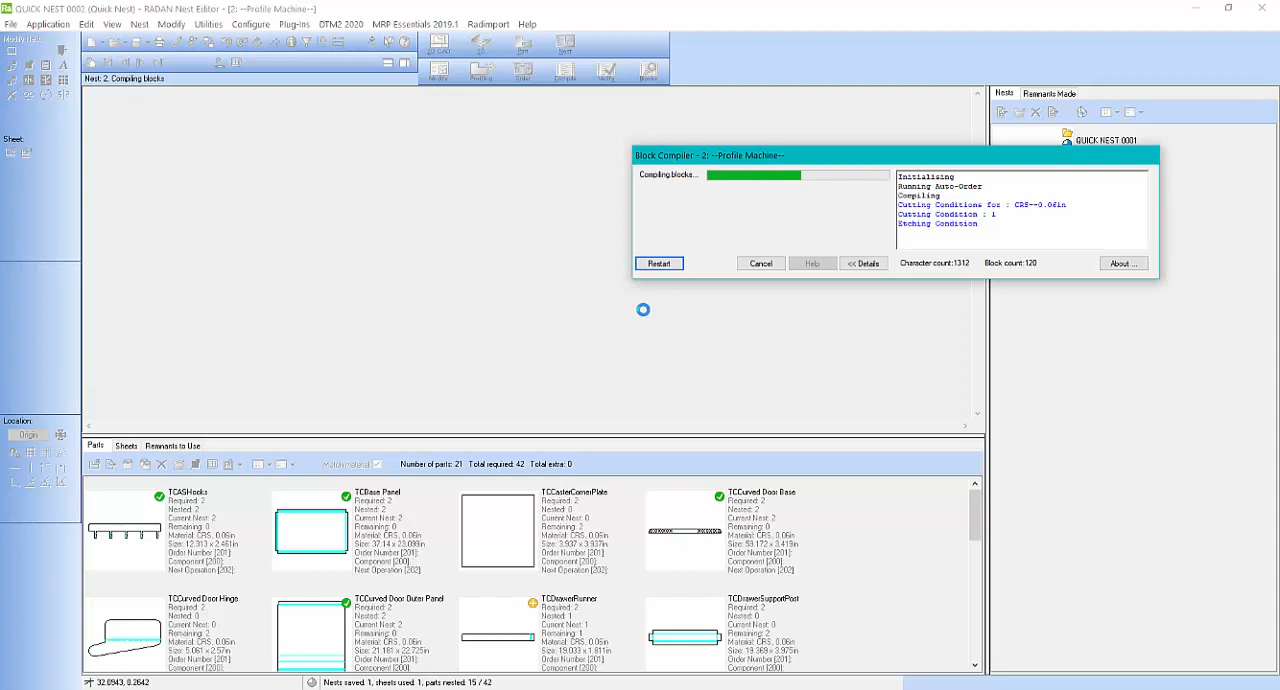 QUICK NEST 0002 (Quick Nest) - RADAN Nest Editor - [2: --Profile Machine--]
File Application Edit View Nest Modify Utilities Configure Plug-Ins DTM2 2020 MRP Essentials 2019.1 Radimport Help
Nest: 2. Compiling blocks
Sheet:
Location:
Origin
Nests Remnants Made
QUICK NEST 0001
Block Compiler - 2: --Profile Machine--
Compiling blocks...
Initialising
Running Auto-Order
Compiling
Cutting Conditions for : CRS--0.06in
Cutting Condition : 1
Etching Condition
Restart Cancel Help << Details Character count:1312 Block count:120 About ...
Parts Sheets Remnants to Use
Match material Number of parts: 21 Total required: 42 Total extra: 0
TCASHooks
Required: 2
Nested: 2
Current Nest: 2
Remaining: 0
Material: CRS, 0.06in
Size: 12.313 x 2.461in
Order Number [201]
Component [200]
Next Operation [202]:
TCBase Panel
Required: 2
Nested: 2
Current Nest: 2
Remaining: 0
Material: CRS, 0.06in
Size: 37.14 x 23.099in
Order Number [201]
Component [200]
Next Operation [202]:
TCCasterCornerPlate
Required: 2
Nested: 0
Current Nest: 0
Remaining: 2
Material: CRS, 0.06in
Size: 3.937 x 3.937in
Order Number [201]
Component [200]
Next Operation [202]:
TCCurved Door Base
Required: 2
Nested: 2
Current Nest: 2
Remaining: 0
Material: CRS, 0.06in
Size: 59.172 x 3.419in
Order Number [201]
Component [200]
Next Operation [202]:
TCCurved Door Hinge
Required: 2
Nested: 0
Current Nest: 0
Remaining: 2
Material: CRS, 0.06in
Size: 5.061 x 2.57in
Order Number [201]
Component [200]
TCCurved Door Outer Panel
Required: 2
Nested: 2
Current Nest: 2
Remaining: 0
Material: CRS, 0.06in
Size: 21.181 x 22.725in
Order Number [201]
Component [200]
TCDrawerRunner
Required: 2
Nested: 1
Current Nest: 1
Remaining: 1
Material: CRS, 0.06in
Size: 19.033 x 1.811in
Order Number [201]
Component [200]
TCDrawerSupportPost
Required: 2
Nested: 0
Current Nest: 0
Remaining: 2
Material: CRS, 0.06in
Size: 19.369 x 3.975in
Order Number [201]
Component [200]
32.0943, 0.2642 Nests saved: 1, sheets used: 1, parts nested: 15 / 42